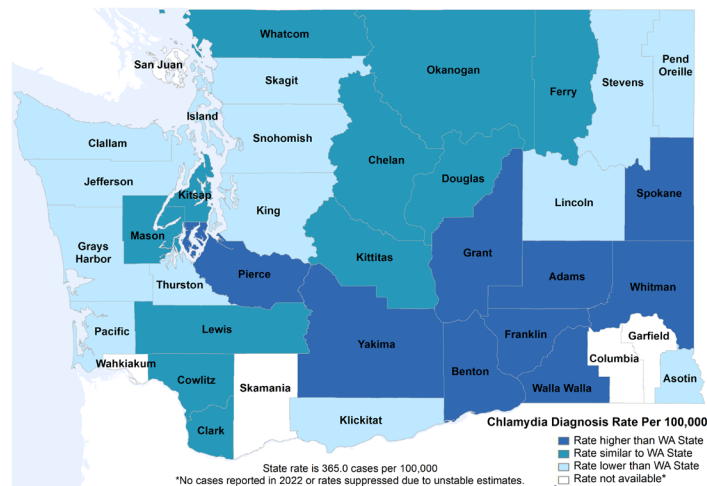 Whatcom
San Juan
Skagit
Okanogan
Ferry
Stevens
Pend
Oreille
Island
Snohomish
Clallam
Chelan
Douglas
Jefferson
Kitsap
King
Lincoln
Spokane
Mason
Grays
Harbor
Kittitas
Grant
Pierce
Adams
Thurston
Whitman
Pacific
Lewis
Yakima
Franklin
Garfield
Columbia
Wahkiakum
Cowlitz
Skamania
Benton
Walla Walla
Asotin
Klickitat
Clark
Chlamydia Diagnosis Rate Per 100,000
Rate higher than WA State
Rate similar to WA State
Rate lower than WA State
Rate not available*
State rate is 365.0 cases per 100,000
*No cases reported in 2022 or rates suppressed due to unstable estimates.